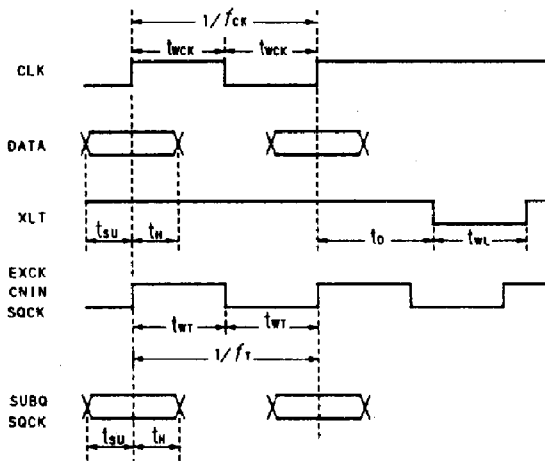 1/fCK
tWCK tWCK
CLK
DATA
XLT
tSU tH tD tWL
EXCK
CNIN
SQCK
tWT tWT
1/fT
SUBQ
SQCK
tSU tH